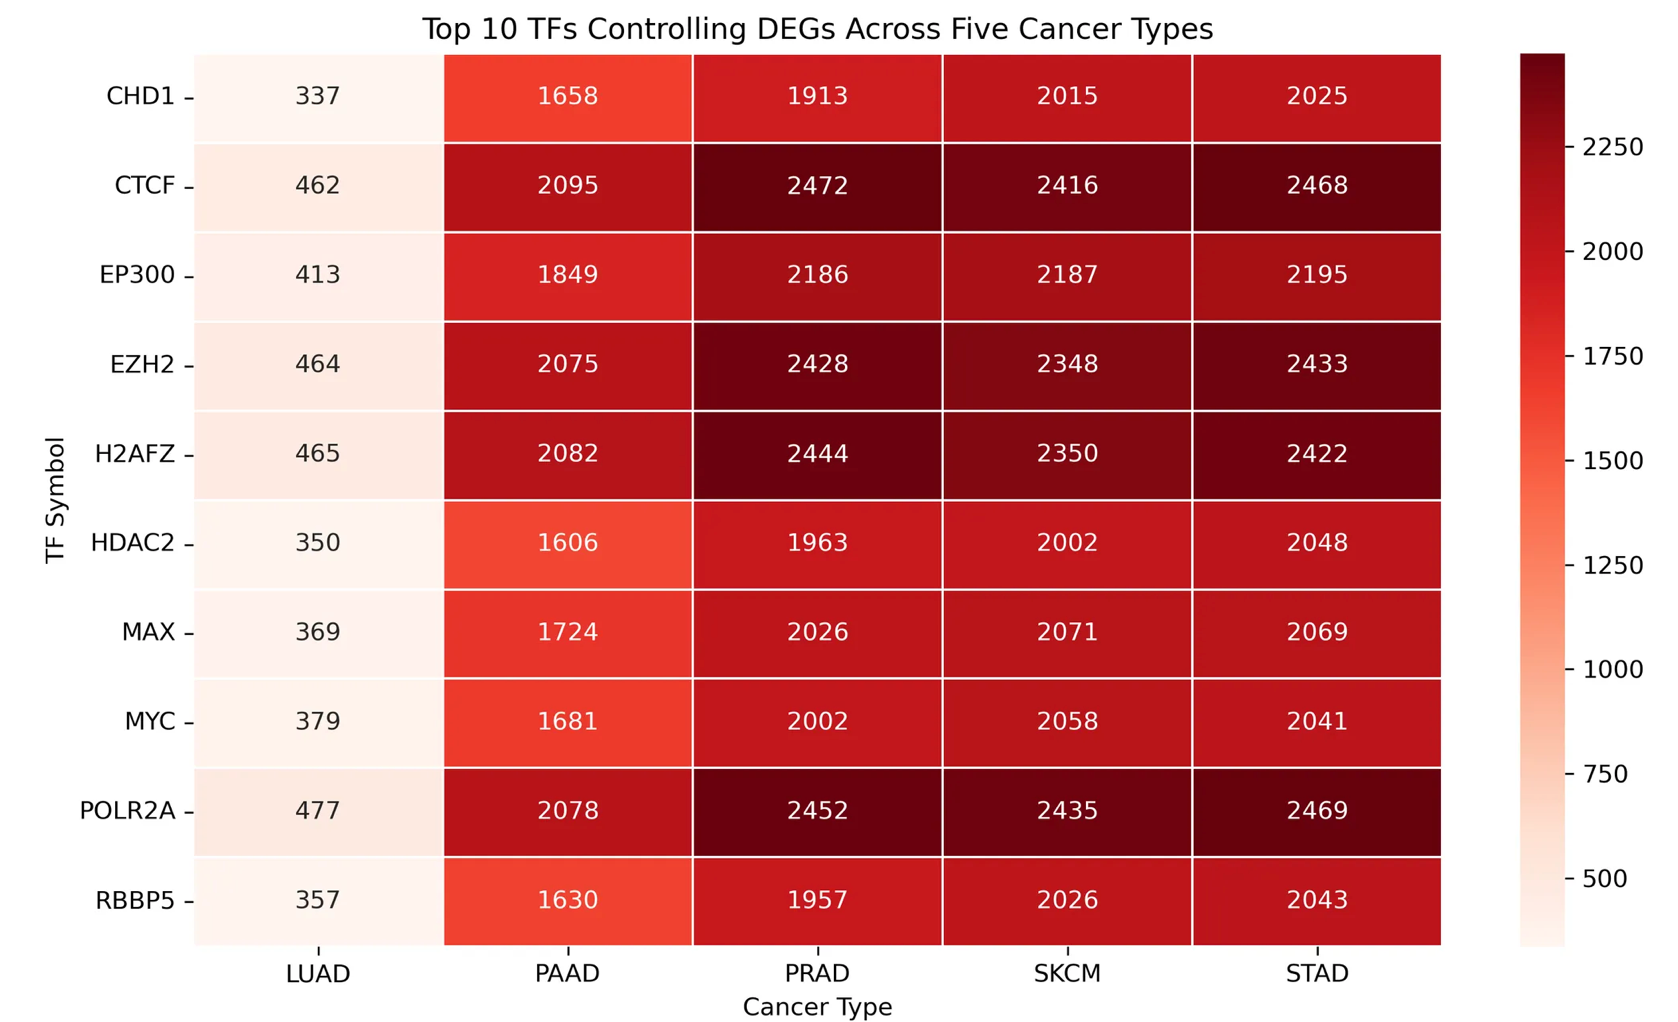 Top 10 TFs Controlling DEGs Across Five Cancer Types
CHD1 337 1658 1913 2015 2025
CTCF 462 2095 2472 2416 2468
EP300 413 1849 2186 2187 2195
EZH2 464 2075 2428 2348 2433
H2AFZ 465 2082 2444 2350 2422
HDAC2 350 1606 1963 2002 2048
MAX 369 1724 2026 2071 2069
MYC 379 1681 2002 2058 2041
POLR2A 477 2078 2452 2435 2469
RBBP5 357 1630 1957 2026 2043
TF Symbol
LUAD PAAD PRAD SKCM STAD
Cancer Type
2250
2000
1750
1500
1250
1000
750
500